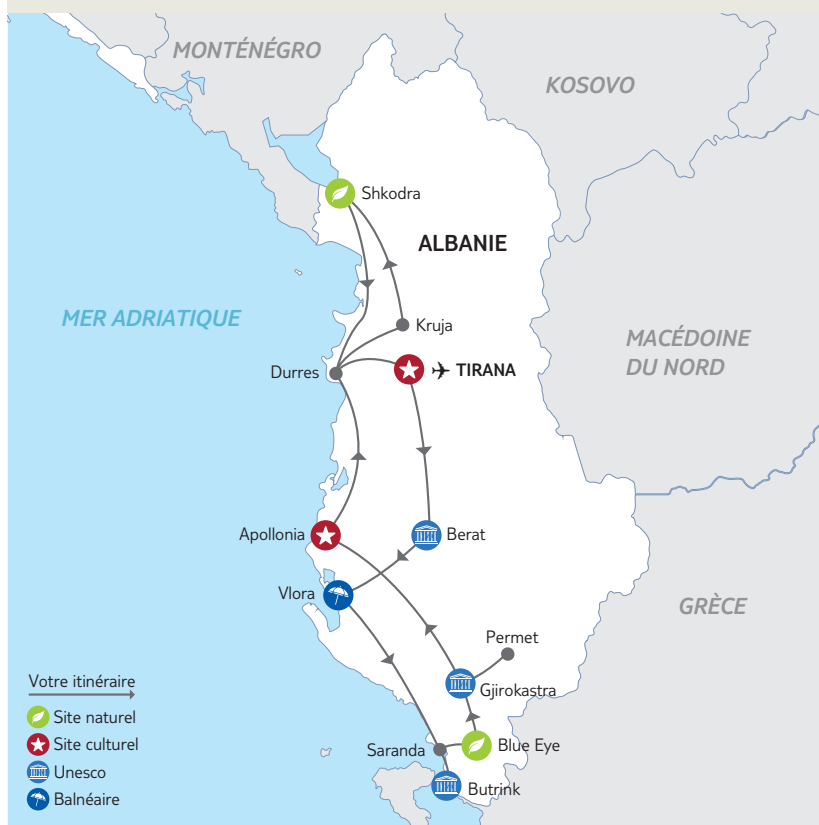 MONTÉNÉGRO
KOSOVO
Shkodra
ALBANIE
MER ADRIATIQUE
Kruja
MACÉDOINE
DU NORD
Durres
TIRANA
Apollonia
Berat
Vlora
GRÈCE
Permet
Gjirokastra
Saranda
Blue Eye
Butrink
Votre itinéraire
Site naturel
Site culturel
Unesco
Balnéaire